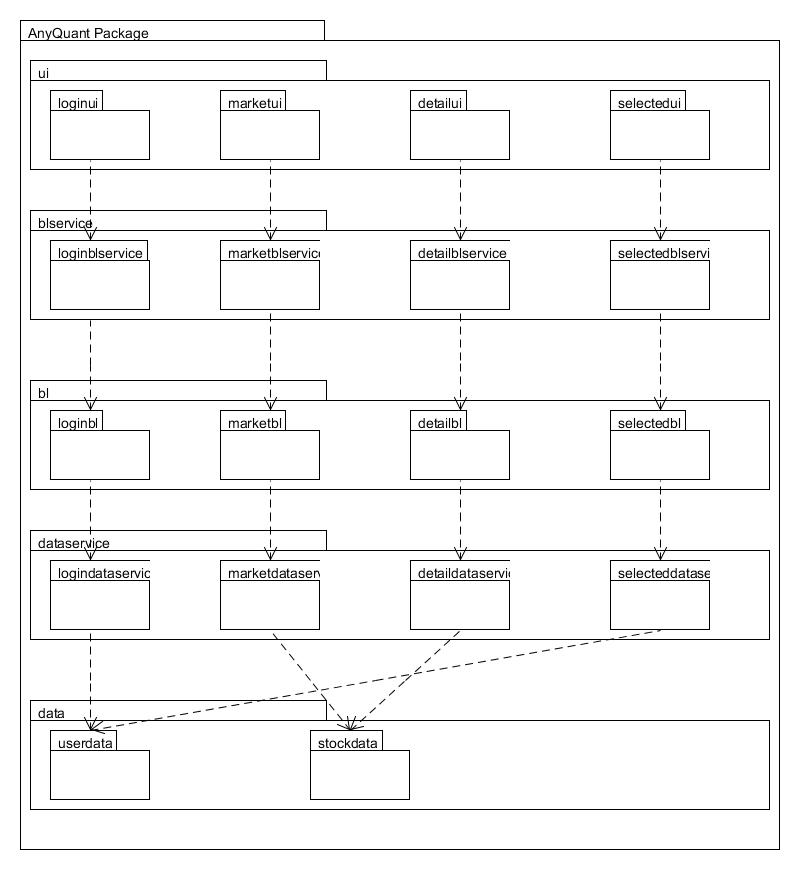 AnyQuant Package
ui
loginui
marketui
detailui
selectedui
blservice
loginblservice
marketblservic
detailblservice
selectedblservi
bl
loginbl
marketbl
detailbl
selectedbl
dataservice
logindataservic
marketdataserv
detaildataservi
selecteddatase
data
userdata
stockdata